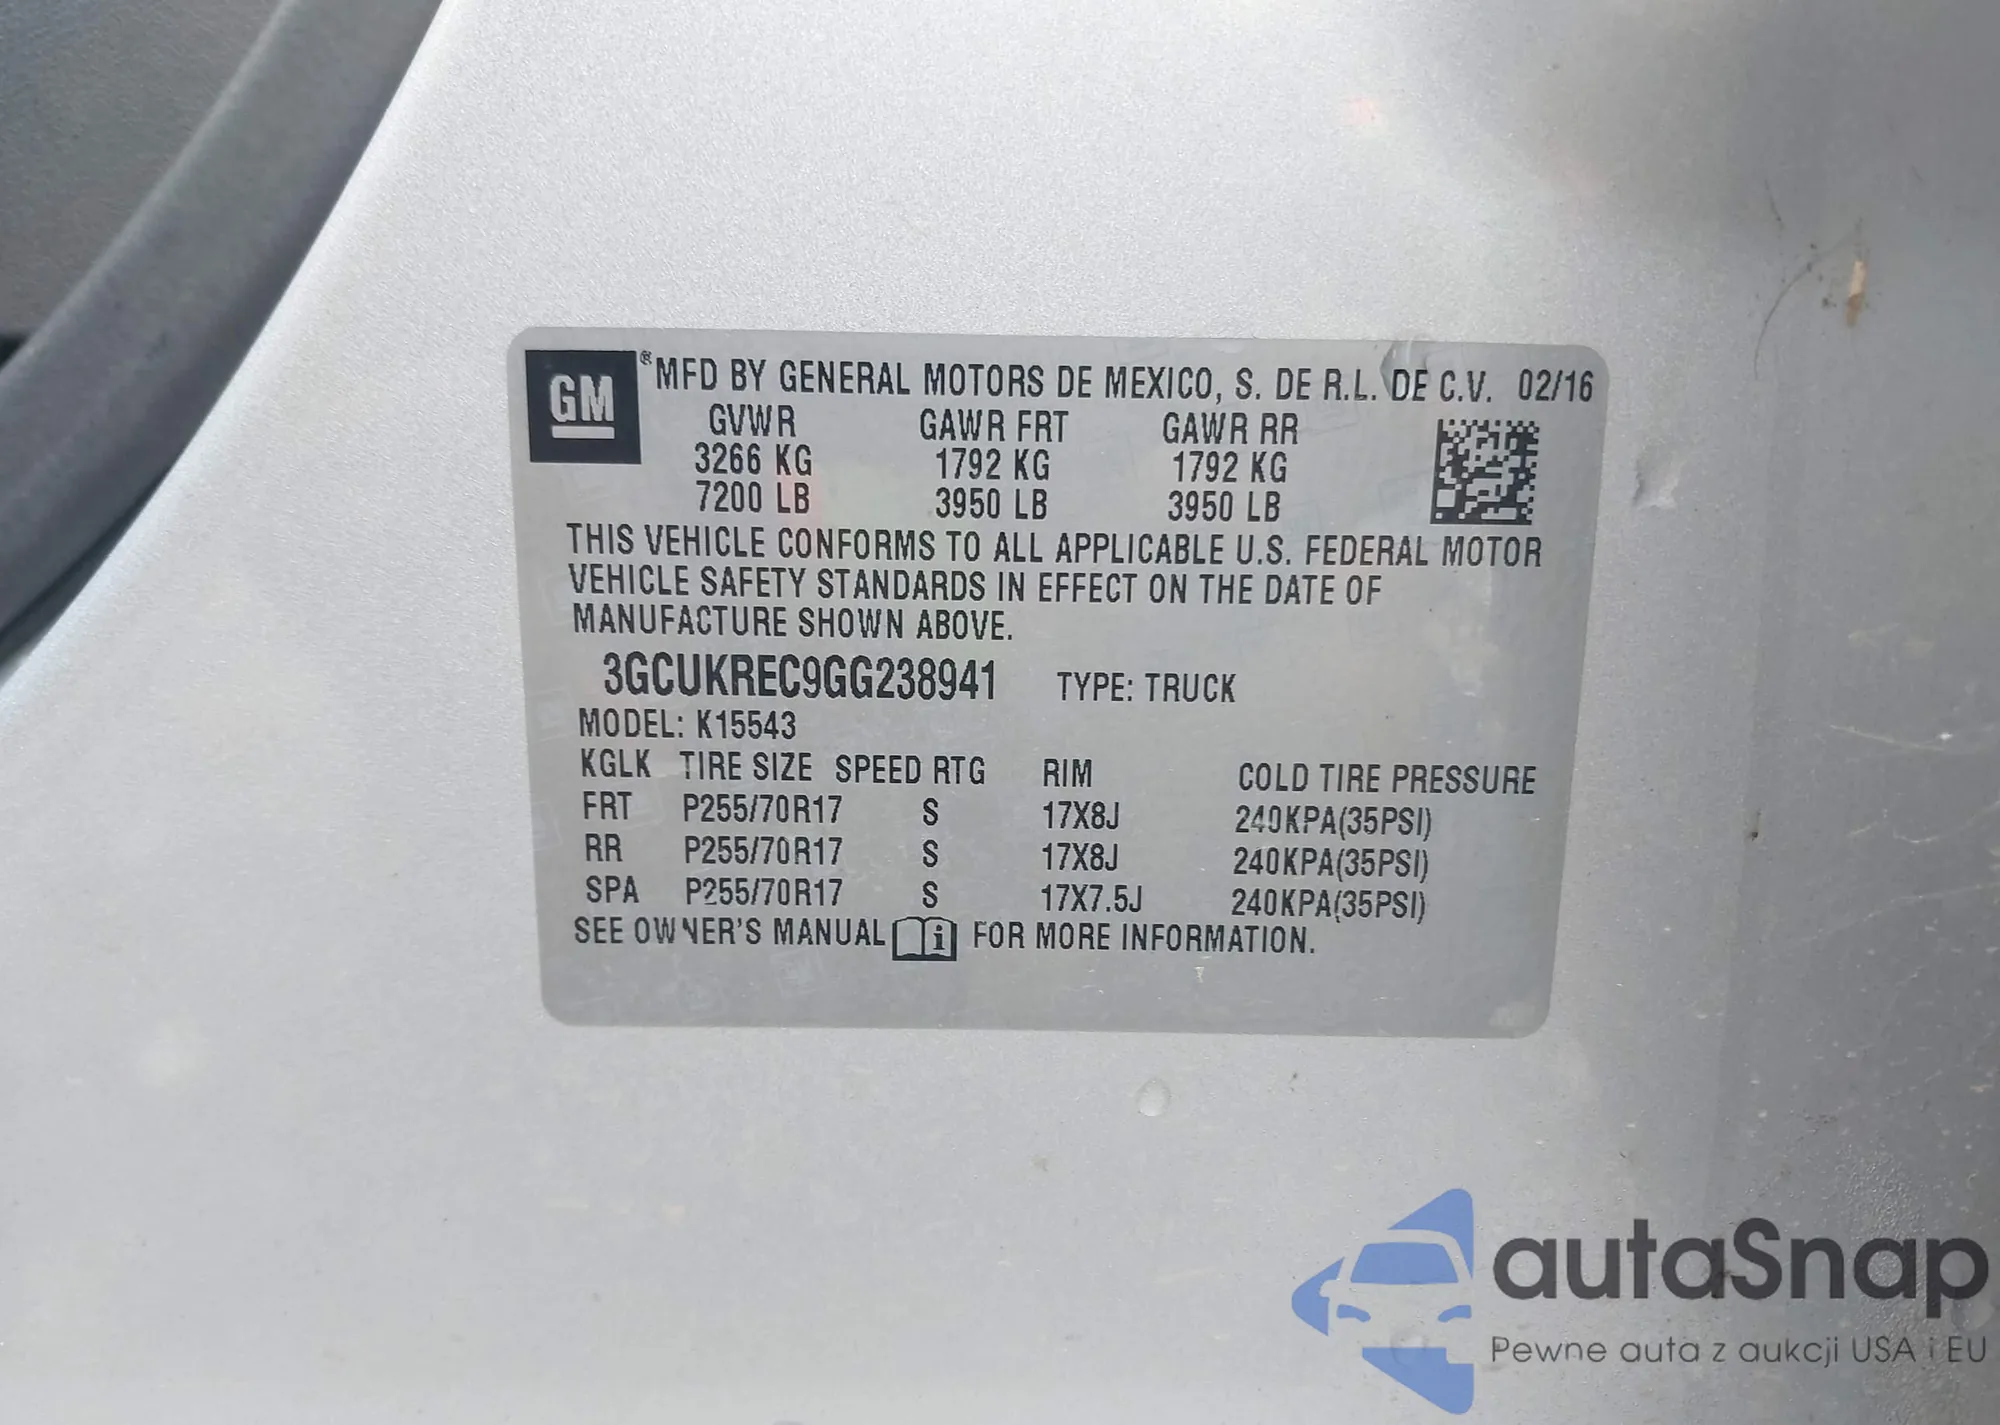 GM ® MFD BY GENERAL MOTORS DE MEXICO, S. DE R.L. DE C.V. 02/16
GVWR GAWR FRT GAWR RR
3266 KG 1792 KG 1792 KG
7200 LB 3950 LB 3950 LB
THIS VEHICLE CONFORMS TO ALL APPLICABLE U.S. FEDERAL MOTOR
VEHICLE SAFETY STANDARDS IN EFFECT ON THE DATE OF
MANUFACTURE SHOWN ABOVE.
3GCUKREC9GG238941 TYPE: TRUCK
MODEL: K15543
KGLK TIRE SIZE SPEED RTG RIM COLD TIRE PRESSURE
FRT P255/70R17 S 17X8J 240KPA(35PSI)
RR P255/70R17 S 17X8J 240KPA(35PSI)
SPA P255/70R17 S 17X7.5J 240KPA(35PSI)
SEE OWNER'S MANUAL i FOR MORE INFORMATION.
autaSnap
Pewne auta z aukcji USA i EU